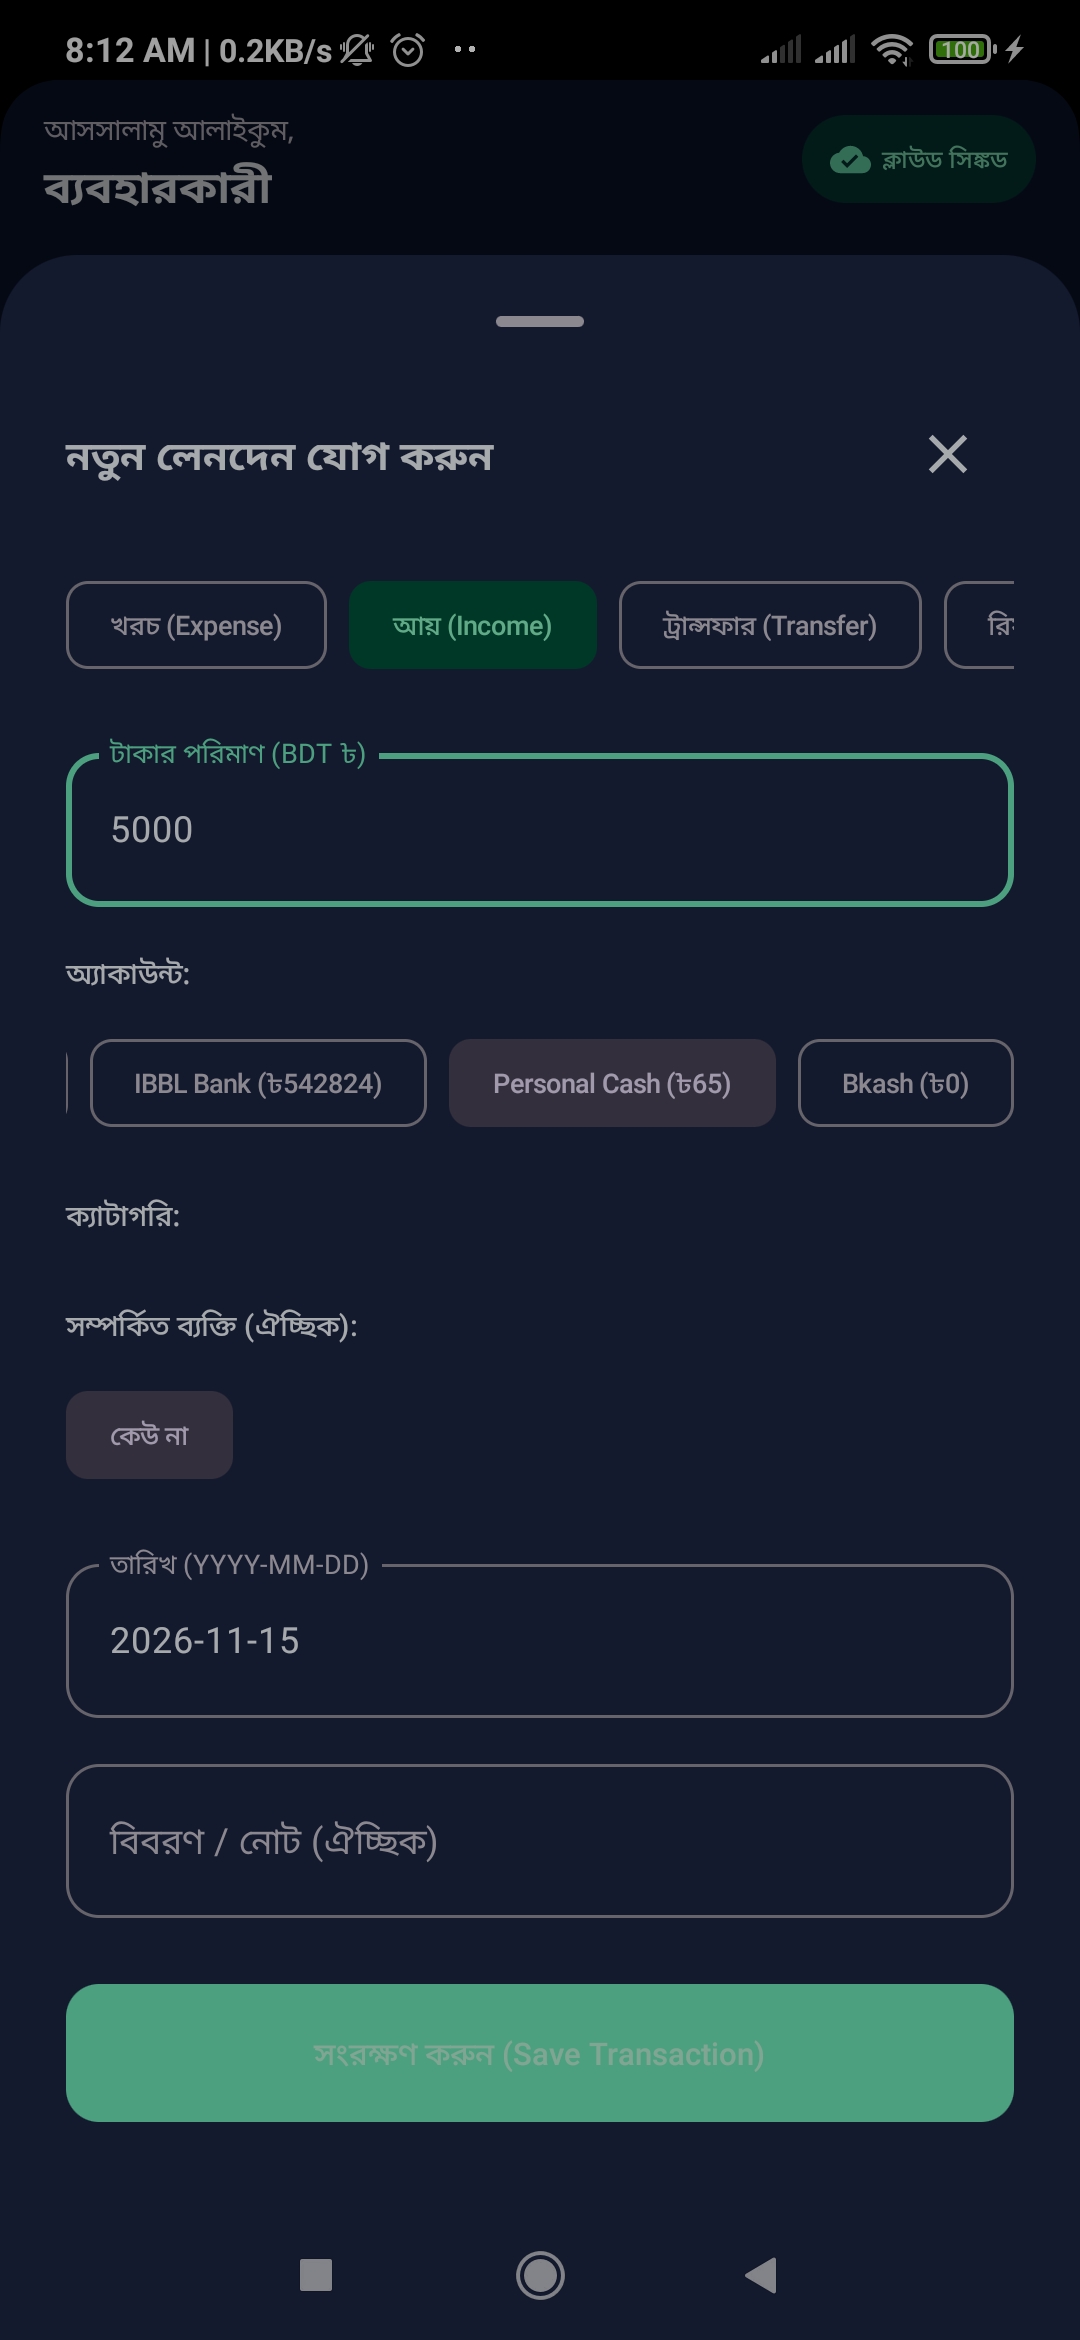 8:12 AM | 0.2KB/s
100
আসসালামু আলাইকুম,
ব্যবহারকারী
ক্লাউড সিঙ্কড
নতুন লেনদেন যোগ করুন
খরচ (Expense)
আয় (Income)
ট্রান্সফার (Transfer)
টাকার পরিমাণ (BDT ৳)
5000
অ্যাকাউন্ট:
IBBL Bank (৳542824)
Personal Cash (৳65)
Bkash (৳0)
ক্যাটাগরি:
সম্পর্কিত ব্যক্তি (ঐচ্ছিক):
কেউ না
তারিখ (YYYY-MM-DD)
2026-11-15
বিবরণ / নোট (ঐচ্ছিক)
সংরক্ষণ করুন (Save Transaction)